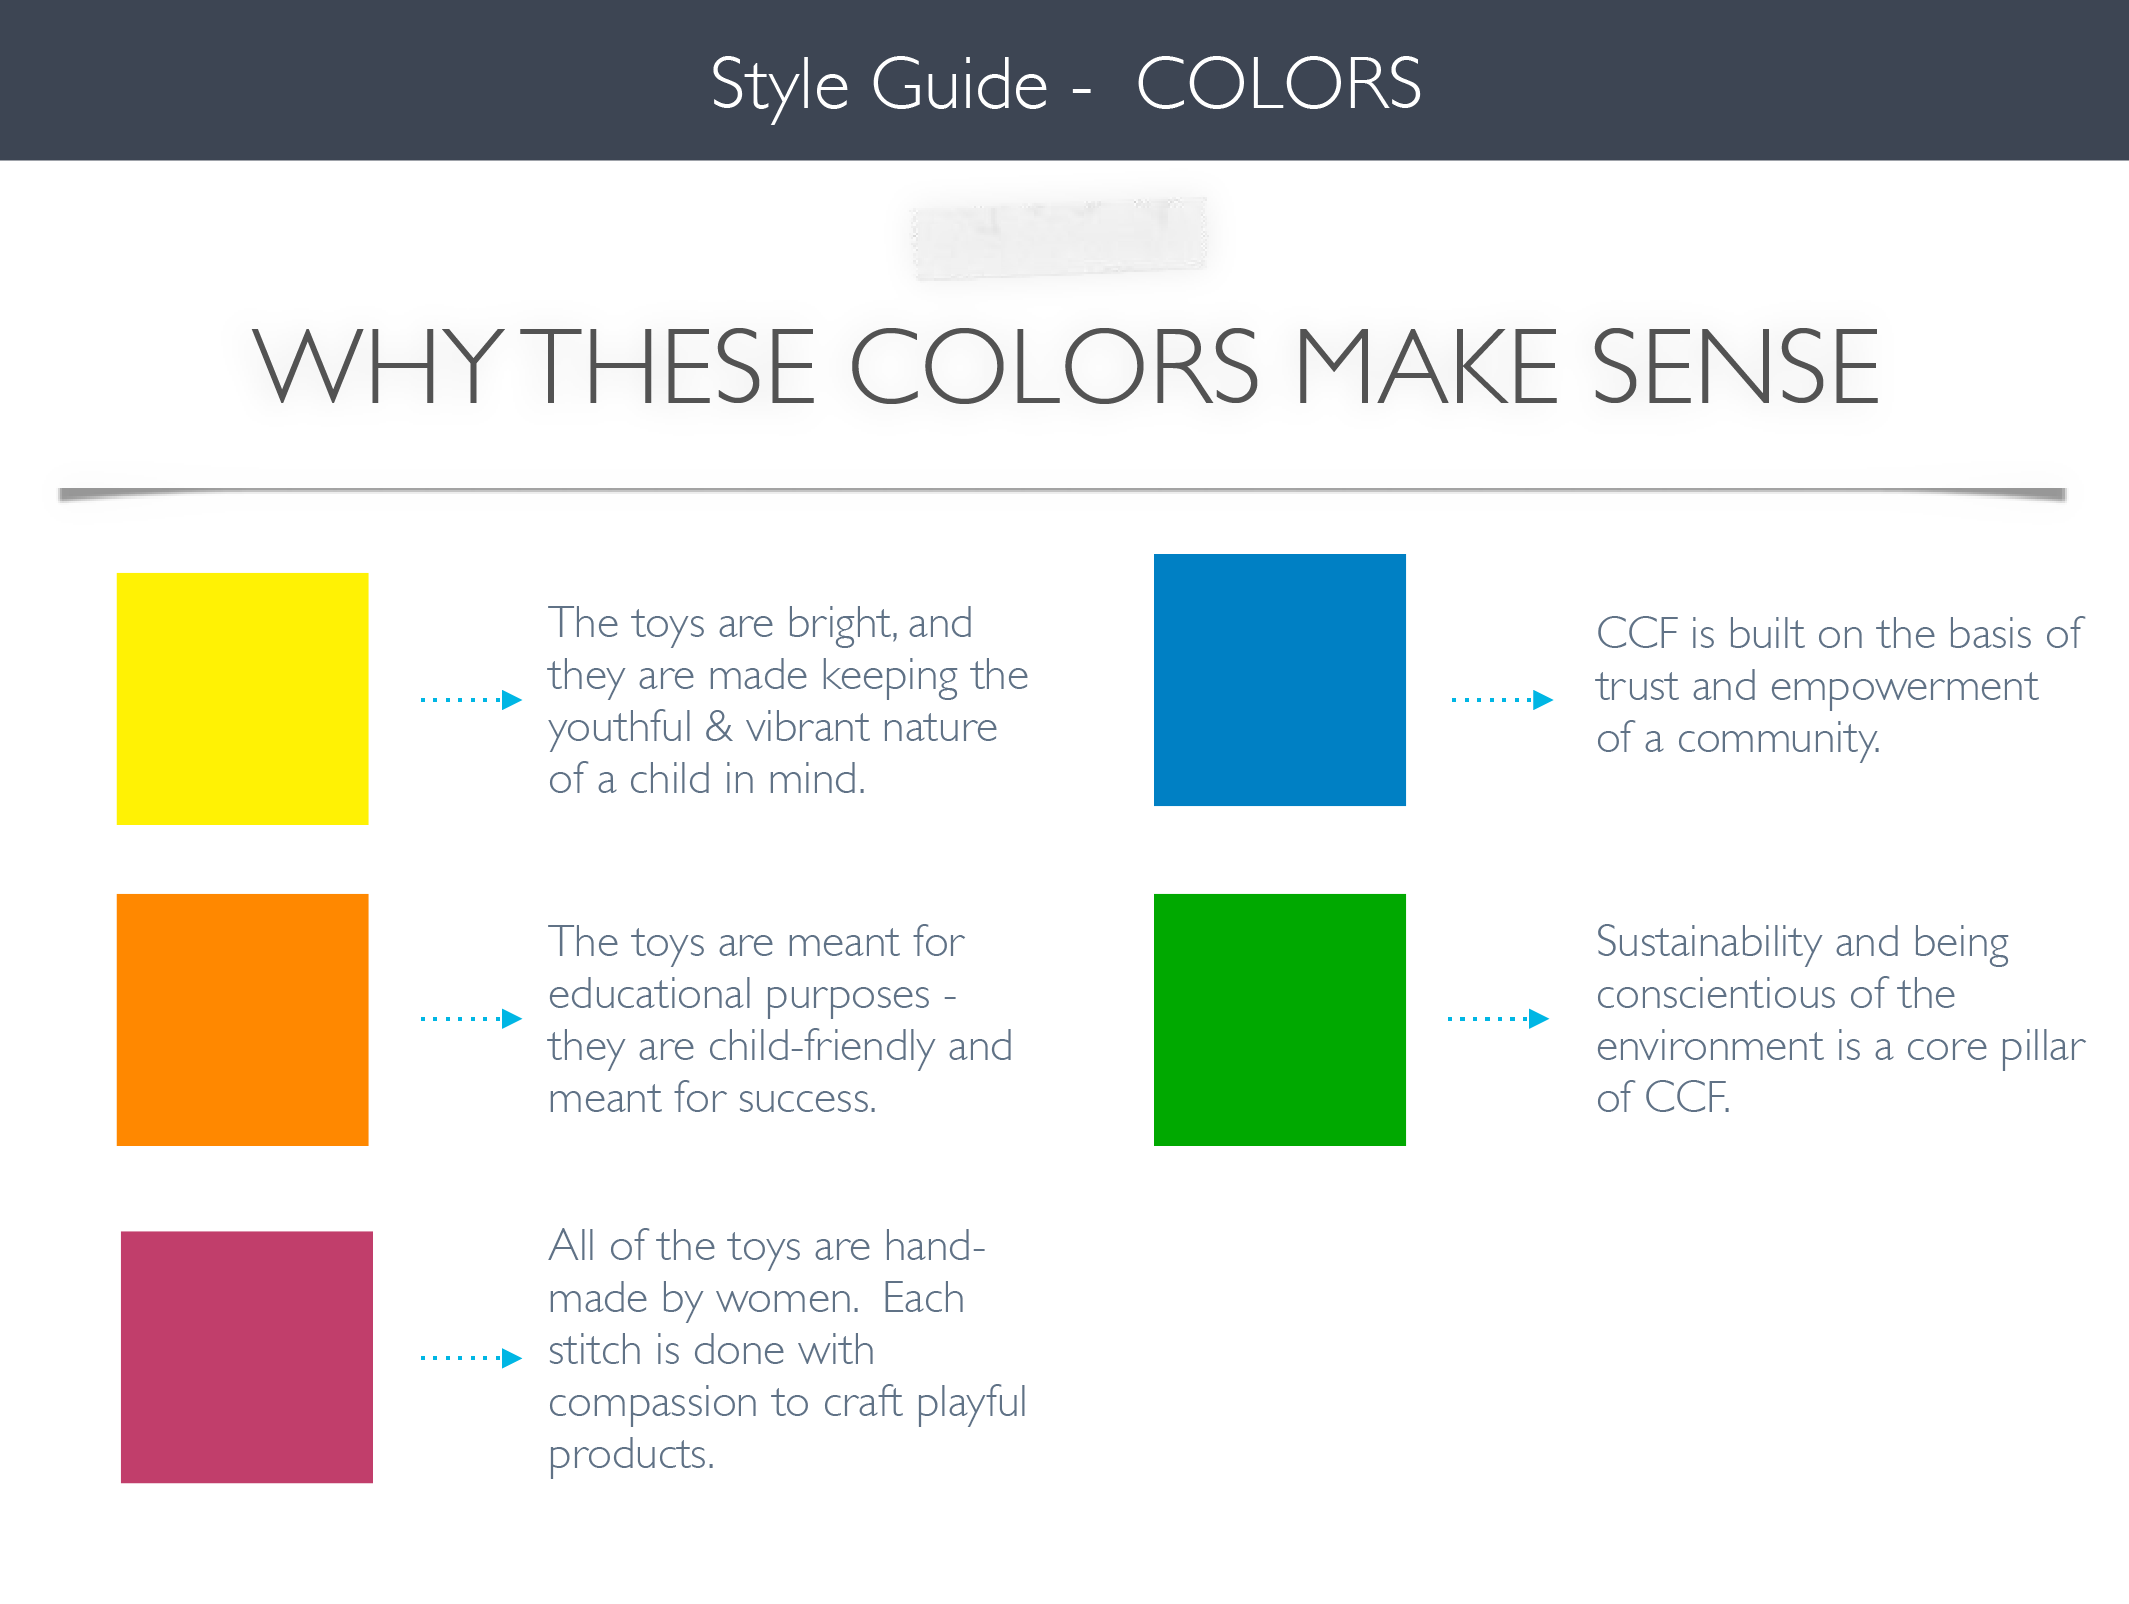 Style Guide -  COLORS
WHY THESE COLORS MAKE SENSE
The toys are bright, and
they are made keeping the
youthful & vibrant nature
of a child in mind.
The toys are meant for
educational purposes -
they are child-friendly and
meant for success.
All of the toys are hand-
made by women.  Each
stitch is done with
compassion to craft playful
products.
CCF is built on the basis of
trust and empowerment
of a community.
Sustainability and being
conscientious of the
environment is a core pillar
of CCF.